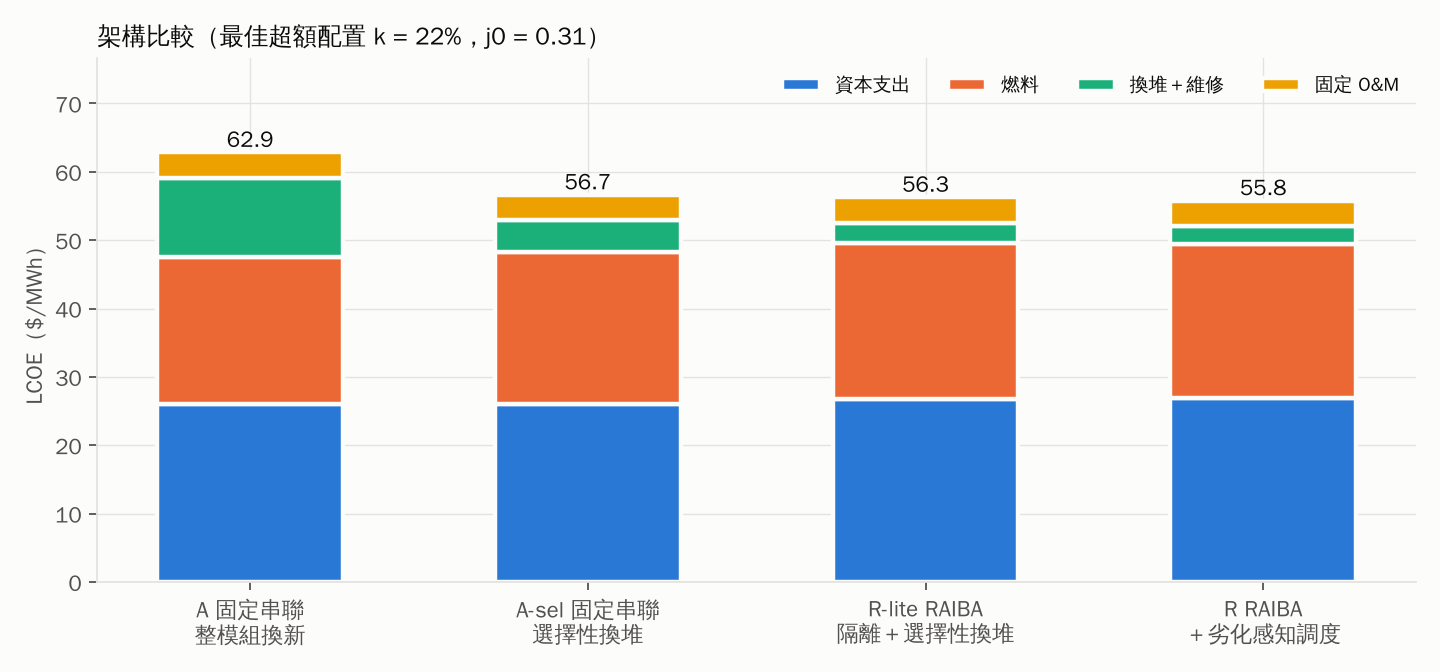 架構比較（最佳超額配置 k = 22%，j0 = 0.31）
資本支出 燃料 換堆＋維修 固定 O&M
LCOE（$/MWh）
70
60
50
40
30
20
10
0
62.9
56.7
56.3
55.8
A 固定串聯
整模組換新
A-sel 固定串聯
選擇性換堆
R-lite RAIBA
隔離＋選擇性換堆
R RAIBA
＋劣化感知調度